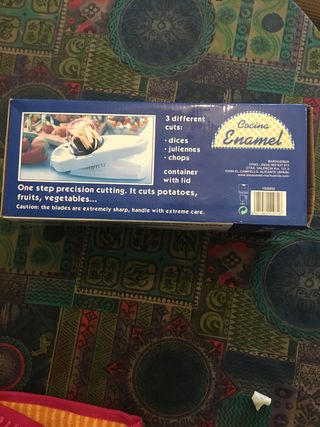 3 different
cuts:
• dices
• juliennes
• chops
container
with lid
One step precision cutting. It cuts potatoes,
fruits, vegetables...
Caution: the blades are extremely sharp, handle with extreme care.
Cocina
Enamel